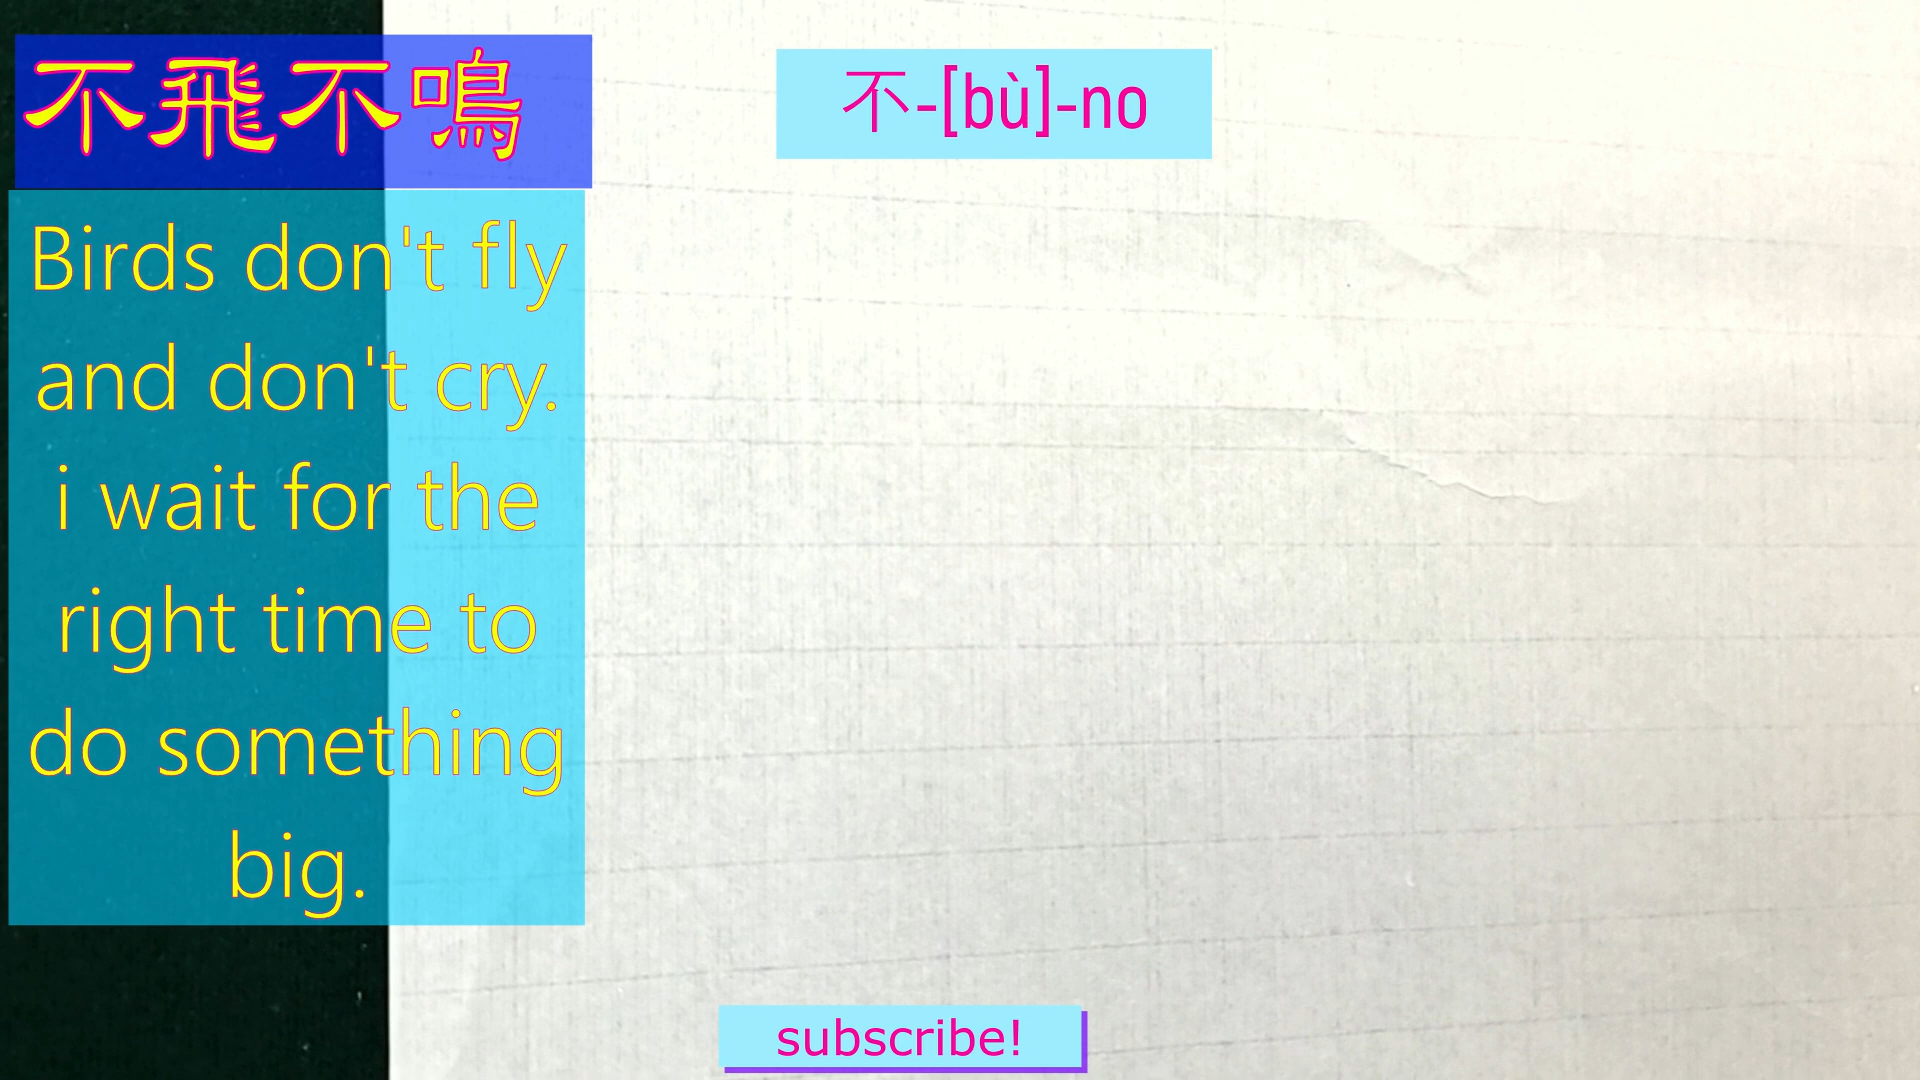 不飛不鳴
Birds don't fly
and don't cry.
i wait for the
right time to
do something
big.
不-[bù]-no
subscribe!